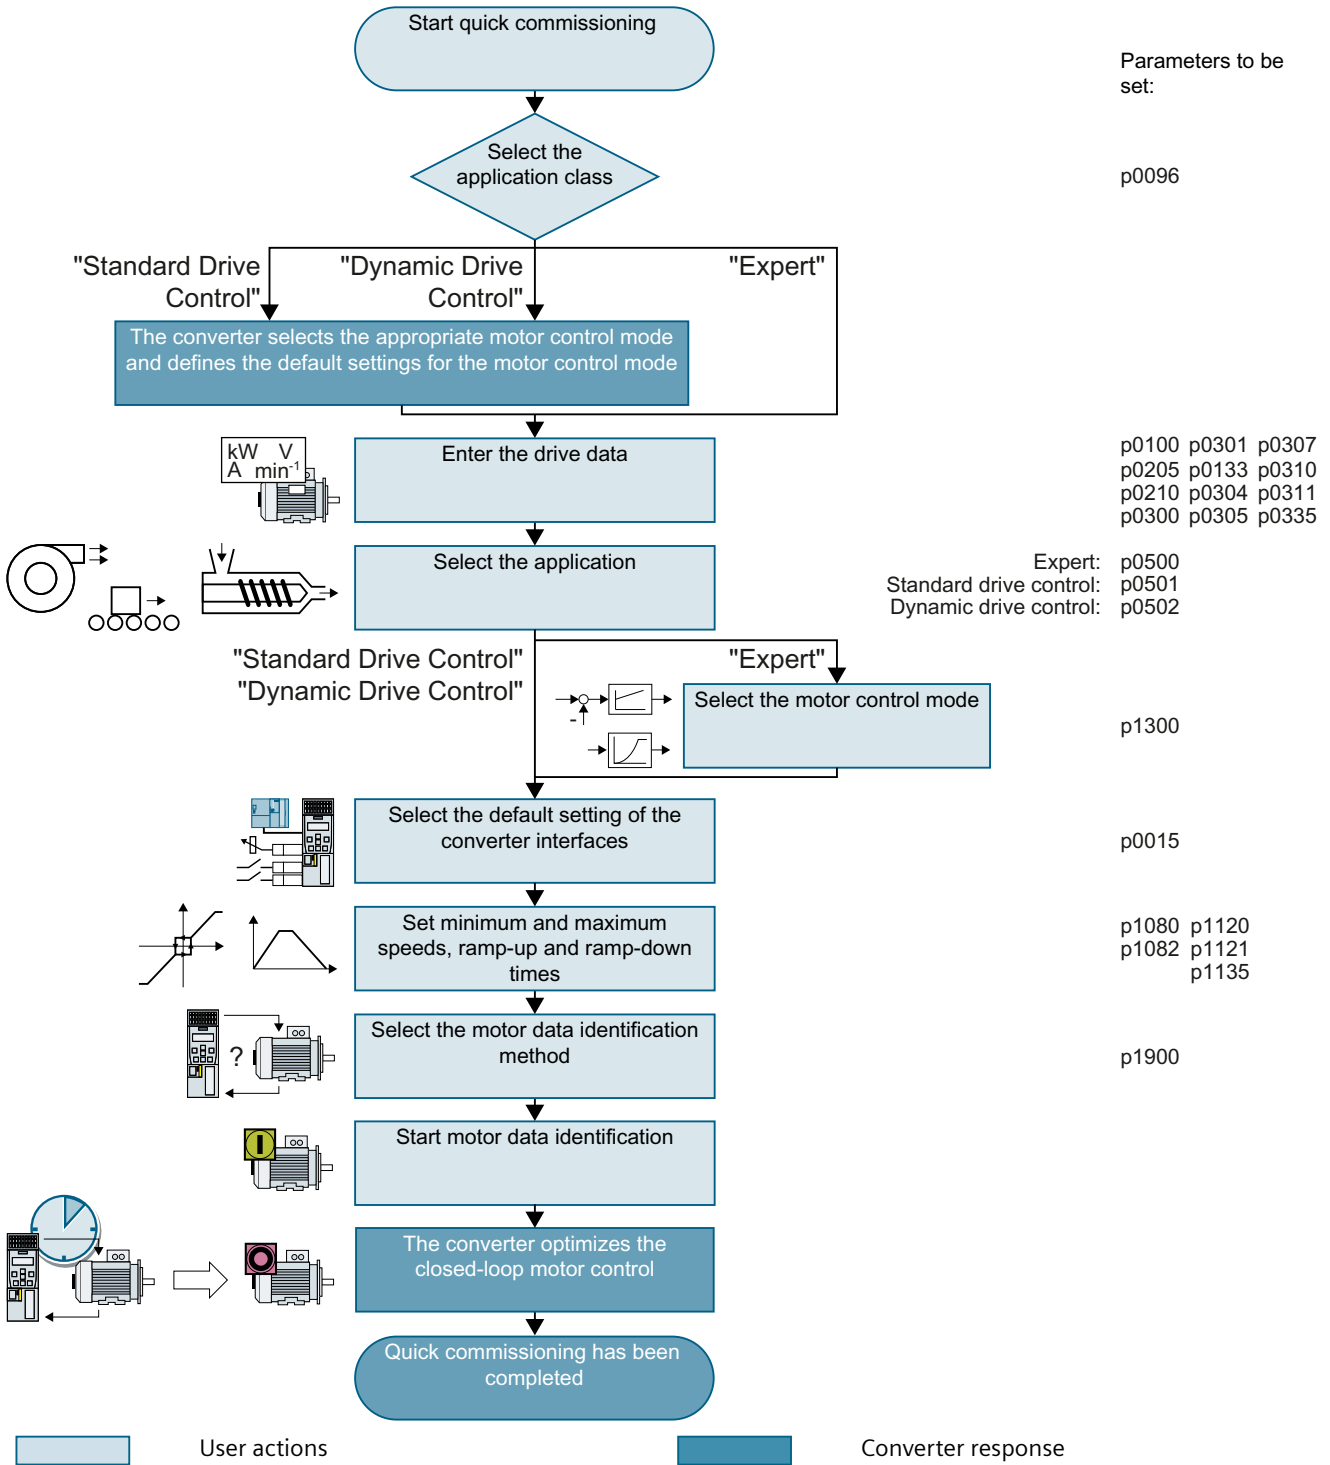 Start quick commissioning
Parameters to be
set:
Select the
application class
p0096
"Standard Drive
Control"
"Dynamic Drive
Control"
"Expert"
The converter selects the appropriate motor control mode
and defines the default settings for the motor control mode
kW V
A min-1
Enter the drive data
p0100 p0301 p0307
p0205 p0133 p0310
p0210 p0304 p0311
p0300 p0305 p0335
Select the application
Expert: p0500
Standard drive control: p0501
Dynamic drive control: p0502
"Standard Drive Control"
"Dynamic Drive Control"
"Expert"
-
Select the motor control mode
p1300
Select the default setting of the
converter interfaces
p0015
Set minimum and maximum
speeds, ramp-up and ramp-down
times
p1080 p1120
p1082 p1121
p1135
?
Select the motor data identification
method
p1900
Start motor data identification
The converter optimizes the
closed-loop motor control
Quick commissioning has been
completed
User actions
Converter response